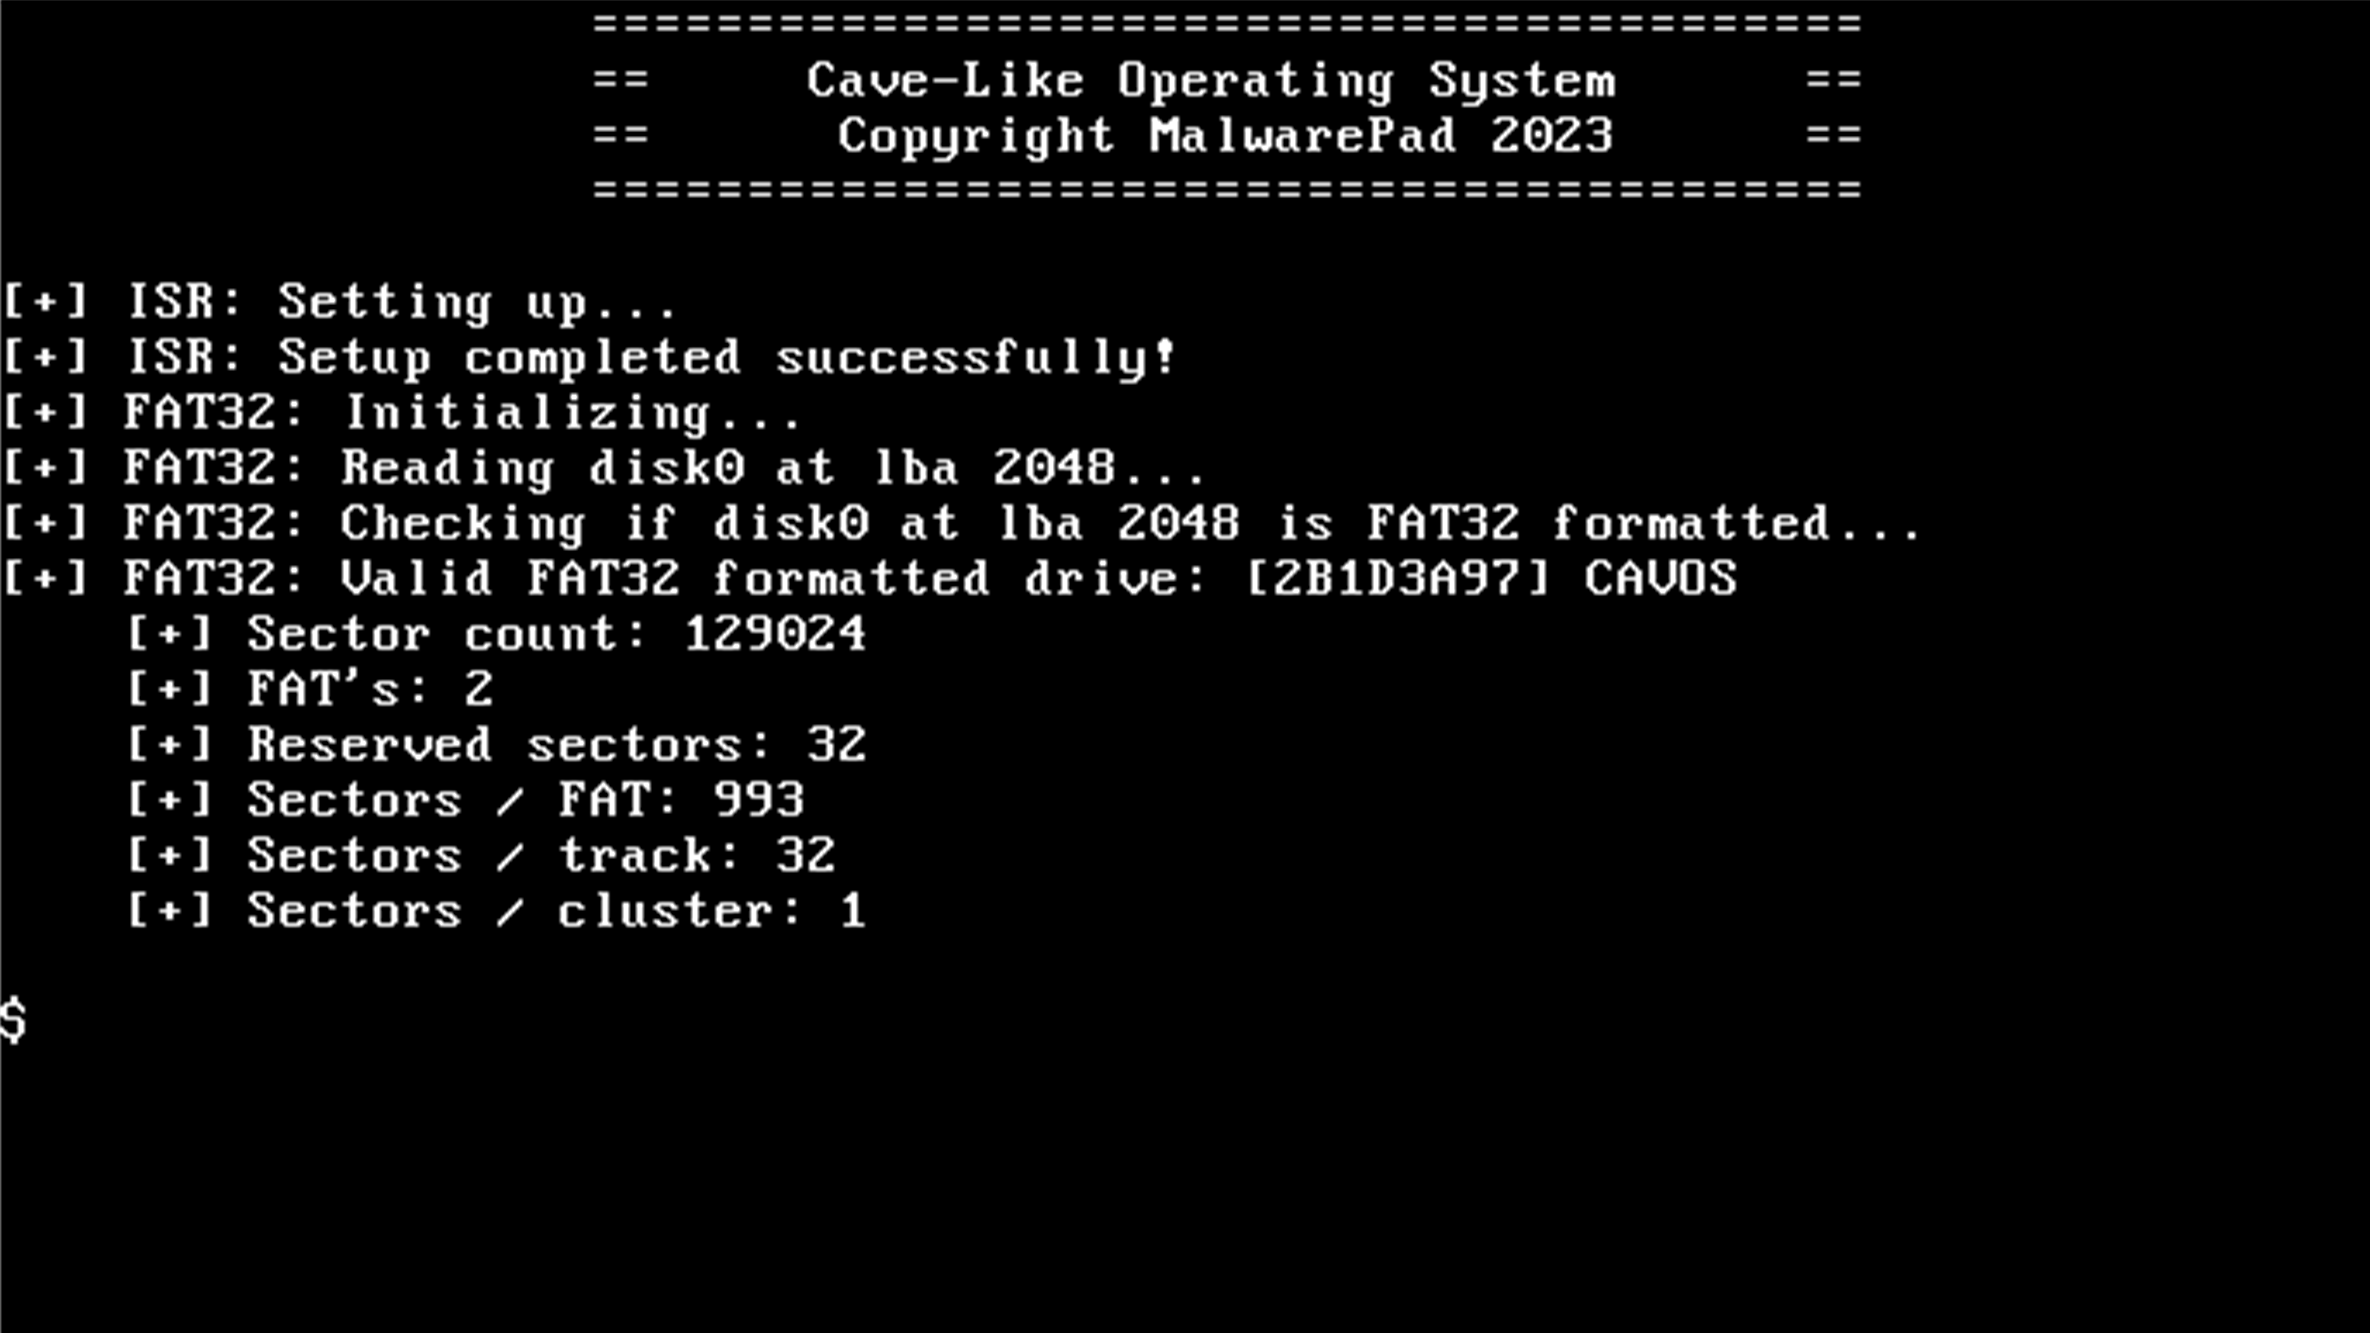 =========================================
==     Cave-Like Operating System      ==
==      Copyright MalwarePad 2023      ==
=========================================
[+] ISR: Setting up...
[+] ISR: Setup completed successfully!
[+] FAT32: Initializing...
[+] FAT32: Reading disk0 at lba 2048...
[+] FAT32: Checking if disk0 at lba 2048 is FAT32 formatted...
[+] FAT32: Valid FAT32 formatted drive: [2B1D3A97] CAVOS
    [+] Sector count: 129024
    [+] FAT's: 2
    [+] Reserved sectors: 32
    [+] Sectors / FAT: 993
    [+] Sectors / track: 32
    [+] Sectors / cluster: 1
$